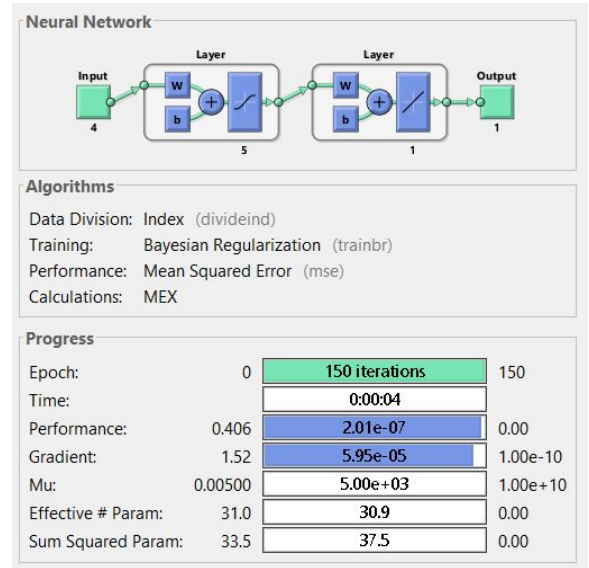 Neural Network
Layer Layer
Input W b + W b + Output
4 5 1 1
Algorithms
Data Division: Index (divideind)
Training: Bayesian Regularization (trainbr)
Performance: Mean Squared Error (mse)
Calculations: MEX
Progress
Epoch: 0 150 iterations 150
Time: 0:00:04
Performance: 0.406 2.01e-07 0.00
Gradient: 1.52 5.95e-05 1.00e-10
Mu: 0.00500 5.00e+03 1.00e+10
Effective # Param: 31.0 30.9 0.00
Sum Squared Param: 33.5 37.5 0.00